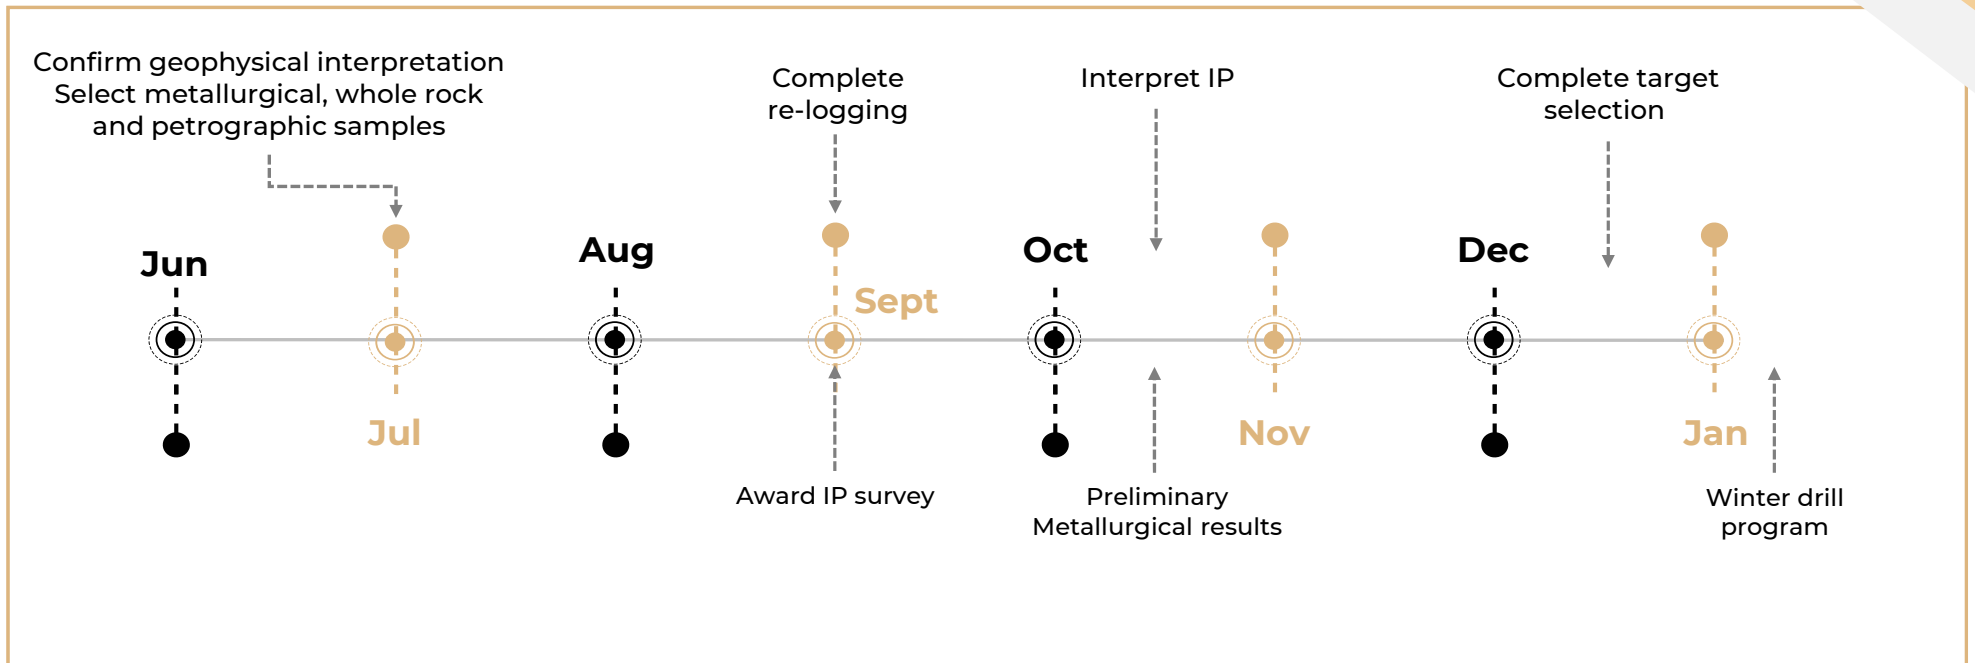 Confirm geophysical interpretation
Select metallurgical, whole rock
and petrographic samples
Complete
re-logging
Interpret IP
Complete target
selection
Jun
Aug
Oct
Dec
Sept
Jul
Nov
Jan
Award IP survey
Preliminary
Metallurgical results
Winter drill
program